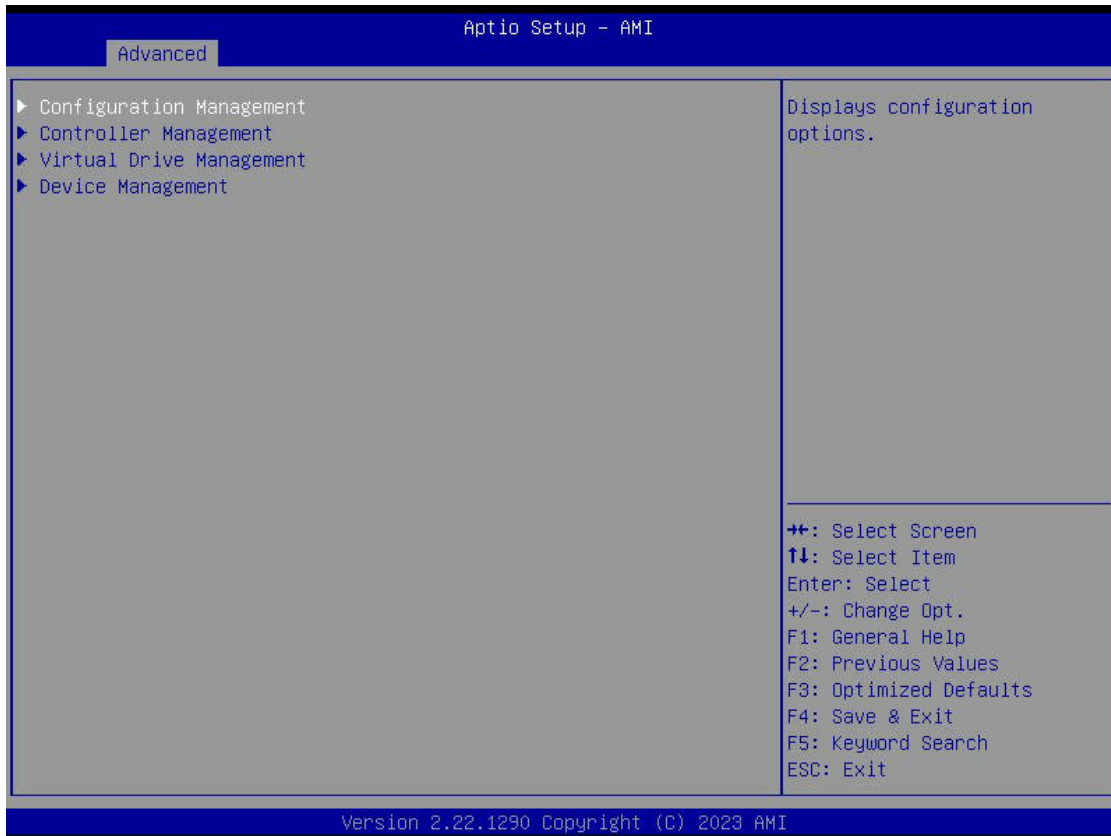 Aptio Setup – AMI
Advanced
▶ Configuration Management
▶ Controller Management
▶ Virtual Drive Management
▶ Device Management
Displays configuration
options.
→←: Select Screen
↑↓: Select Item
Enter: Select
+/-: Change Opt.
F1: General Help
F2: Previous Values
F3: Optimized Defaults
F4: Save & Exit
F5: Keyword Search
ESC: Exit
Version 2.22.1290 Copyright (C) 2023 AMI